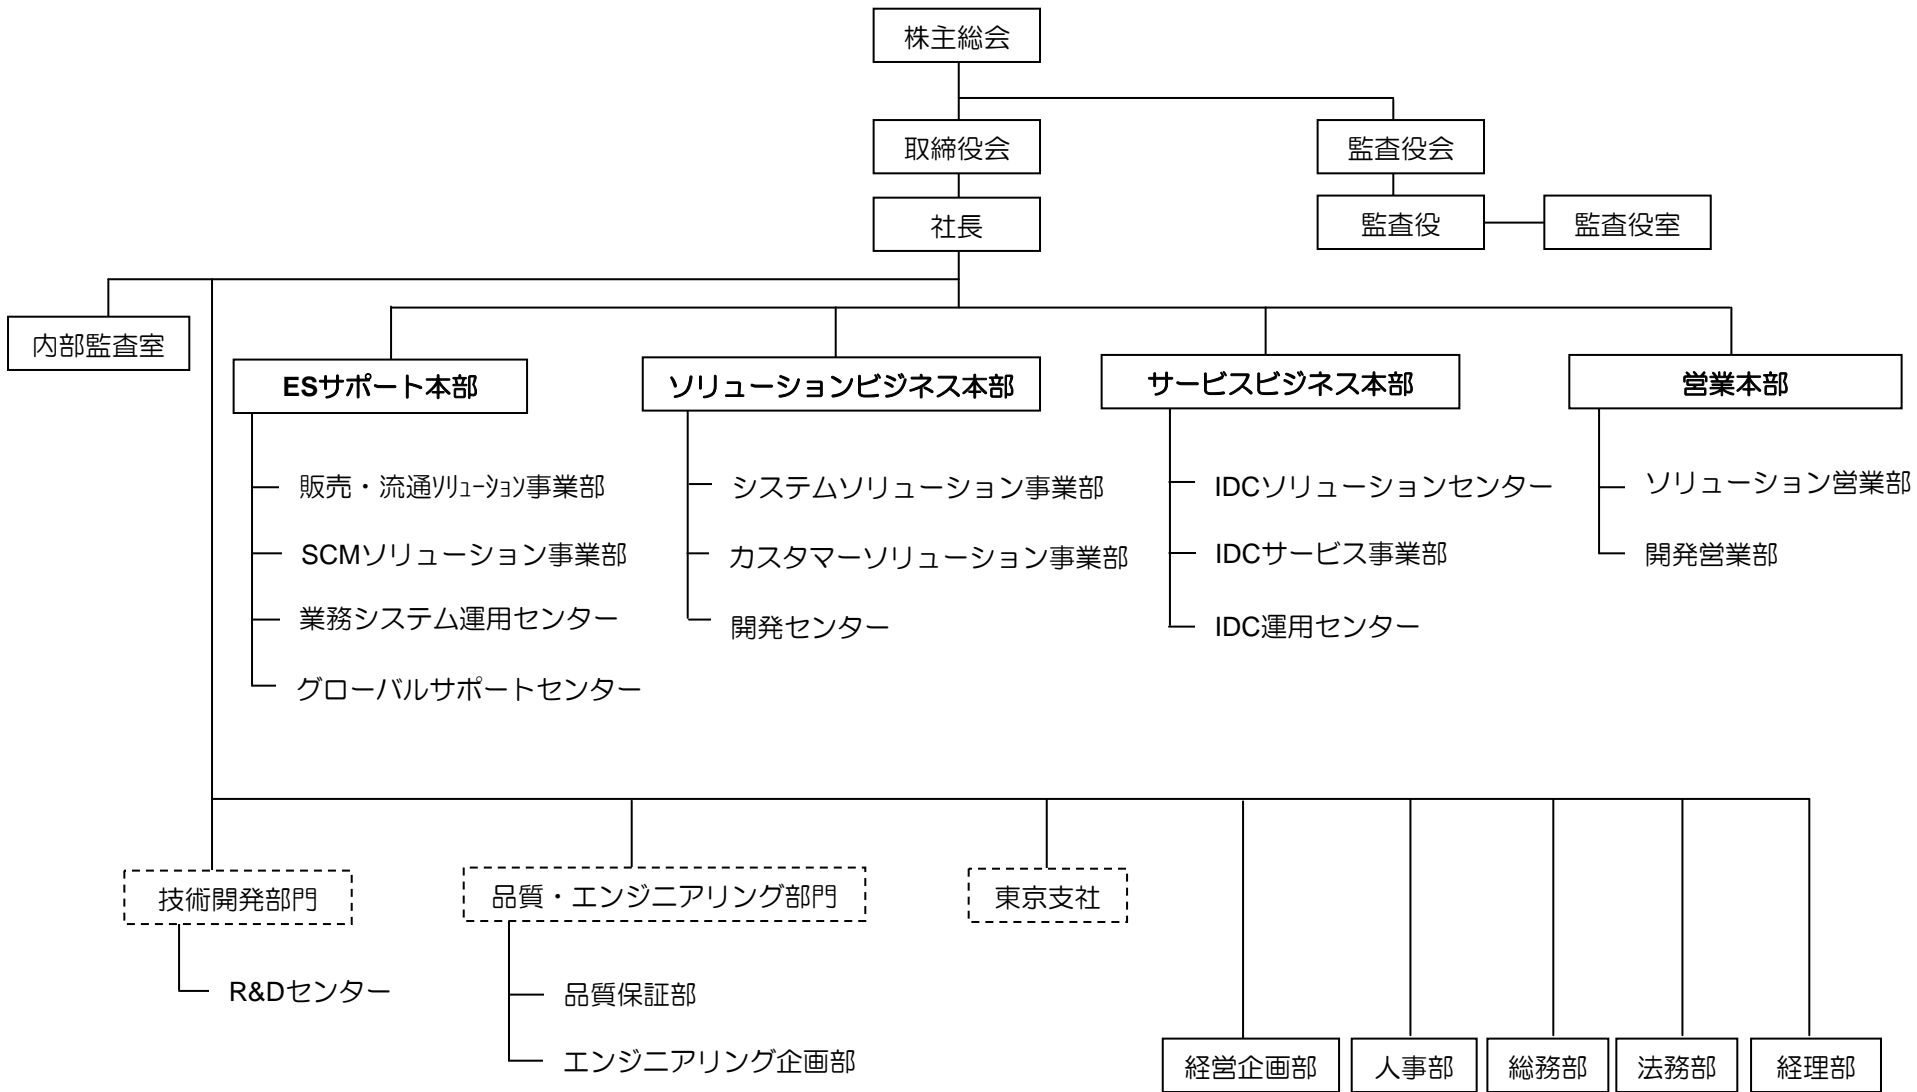 株主総会
取締役会
監査役会
社長
監査役
監査役室
内部監査室
ESサポート本部
ソリューションビジネス本部
サービスビジネス本部
営業本部
販売・流通ｿﾘｭｰｼｮﾝ事業部
SCMソリューション事業部
業務システム運用センター
グローバルサポートセンター
システムソリューション事業部
カスタマーソリューション事業部
開発センター
IDCソリューションセンター
IDCサービス事業部
IDC運用センター
ソリューション営業部
開発営業部
技術開発部門
R&Dセンター
品質・エンジニアリング部門
品質保証部
エンジニアリング企画部
東京支社
経営企画部
人事部
総務部
法務部
経理部